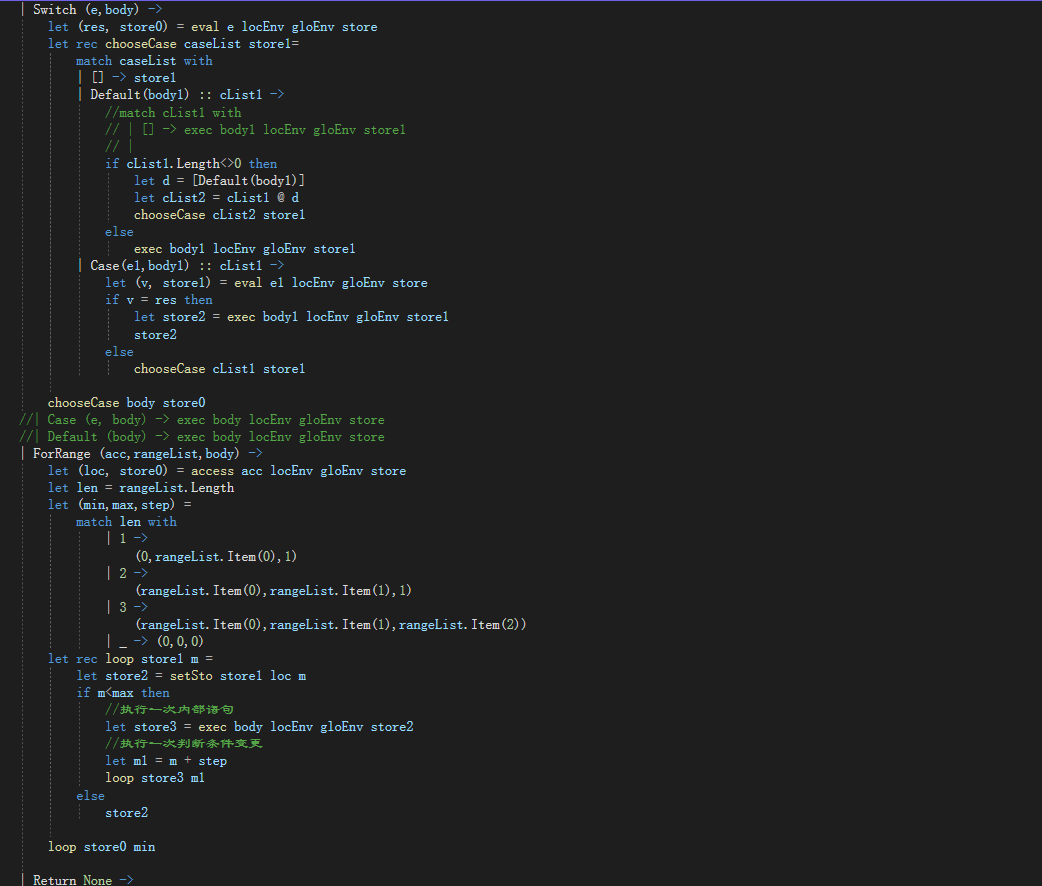 | Switch (e,body) ->
let (res, store0) = eval e locEnv gloEnv store
let rec chooseCase caseList store1=
match caseList with
| [] -> store1
| Default(body1) :: cList1 ->
//match cList1 with
// | [] -> exec body1 locEnv gloEnv store1
// |
if cList1.Length<>0 then
let d = [Default(body1)]
let cList2 = cList1 @ d
chooseCase cList2 store1
else
exec body1 locEnv gloEnv store1
| Case(e1,body1) :: cList1 ->
let (v, store1) = eval e1 locEnv gloEnv store
if v = res then
let store2 = exec body1 locEnv gloEnv store1
store2
else
chooseCase cList1 store1
chooseCase body store0
//| Case (e, body) -> exec body locEnv gloEnv store
//| Default (body) -> exec body locEnv gloEnv store
| ForRange (acc,rangeList,body) ->
let (loc, store0) = access acc locEnv gloEnv store
let len = rangeList.Length
let (min,max,step) =
match len with
| 1 ->
(0,rangeList.Item(0),1)
| 2 ->
(rangeList.Item(0),rangeList.Item(1),1)
| 3 ->
(rangeList.Item(0),rangeList.Item(1),rangeList.Item(2))
| _ -> (0,0,0)
let rec loop store1 m =
let store2 = setSto store1 loc m
if m<max then
//执行一次内部语句
let store3 = exec body locEnv gloEnv store2
//执行一次判断条件变更
let m1 = m + step
loop store3 m1
else
store2
loop store0 min
| Return None ->